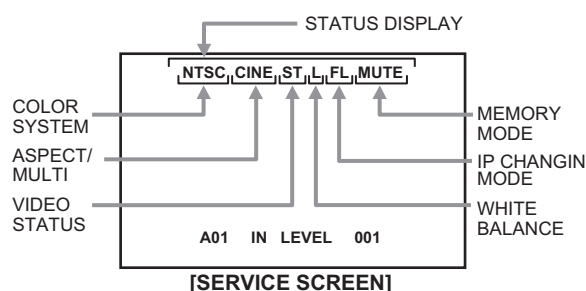 STATUS DISPLAY
NTSC CINE ST L FL MUTE
COLOR
SYSTEM
ASPECT/
MULTI
VIDEO
STATUS
MEMORY
MODE
IP CHANGIN
MODE
WHITE
BALANCE
A01 IN LEVEL 001
[SERVICE SCREEN]